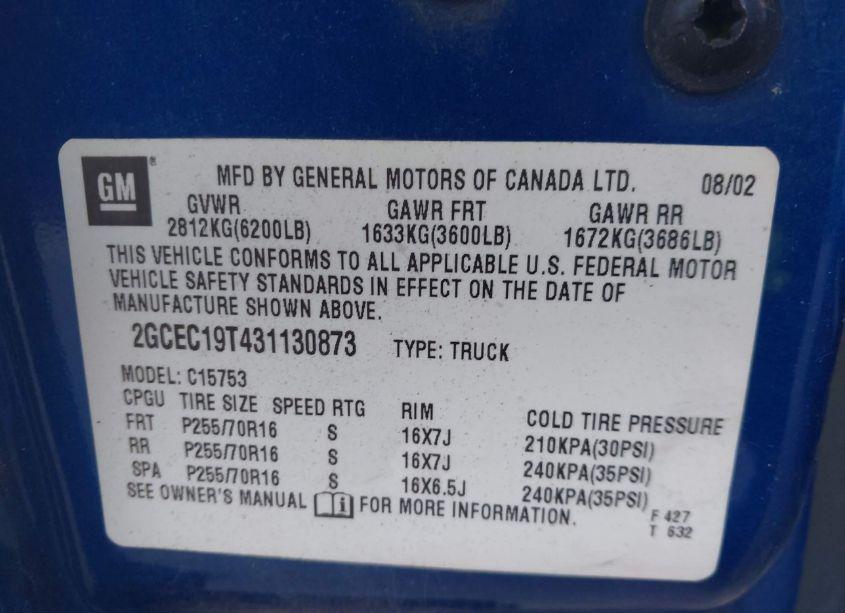 GM ® MFD BY GENERAL MOTORS OF CANADA LTD. 08/02
GVWR GAWR FRT GAWR RR
2812KG(6200LB) 1633KG(3600LB) 1672KG(3686LB)
THIS VEHICLE CONFORMS TO ALL APPLICABLE U.S. FEDERAL MOTOR
VEHICLE SAFETY STANDARDS IN EFFECT ON THE DATE OF
MANUFACTURE SHOWN ABOVE.
2GCEC19T431130873 TYPE: TRUCK
MODEL: C15753
CPGU TIRE SIZE SPEED RTG RIM COLD TIRE PRESSURE
FRT P255/70R16 S 16X7J 210KPA(30PSI)
RR P255/70R16 S 16X7J 240KPA(35PSI)
SPA P255/70R16 S 16X6.5J 240KPA(35PSI)
SEE OWNER'S MANUAL i FOR MORE INFORMATION.
F 427
T 632